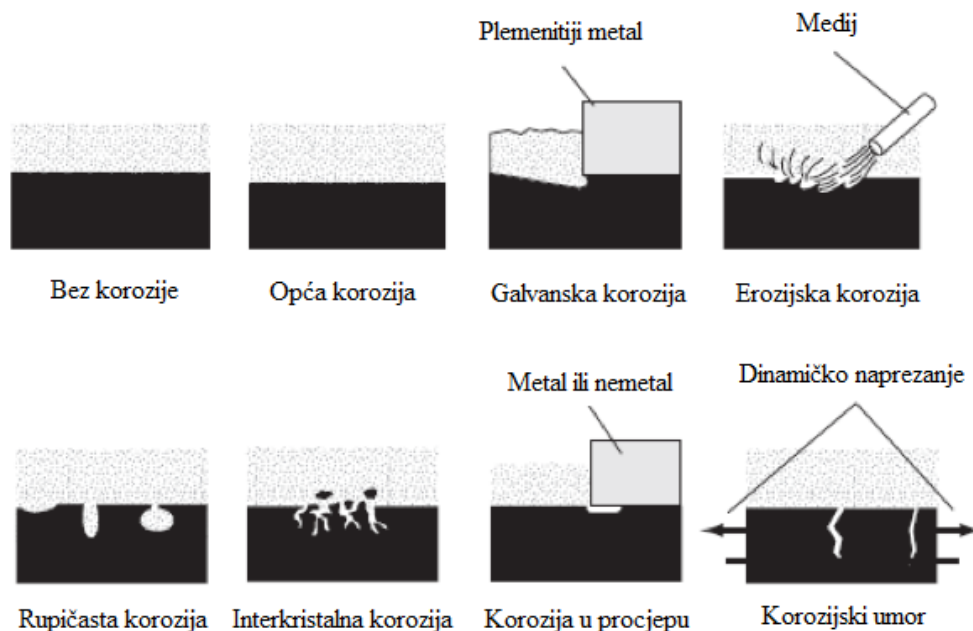 Plemenitiji metal
Medij
Bez korozije
Opća korozija
Galvanska korozija
Erozijska korozija
Metal ili nemetal
Dinamičko naprezanje
Rupičasta korozija
Interkristalna korozija
Korozija u procjepu
Korozijski umor